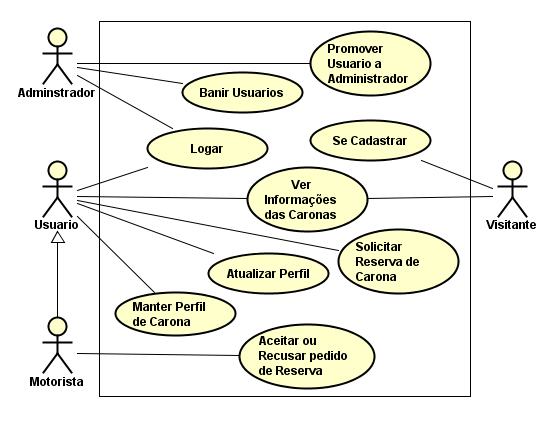 Promover
Usuario a
Administrador
Adminstrador
Banir Usuarios
Logar
Se Cadastrar
Ver
Informações
das Caronas
Usuario
Visitante
Solicitar
Reserva de
Carona
Atualizar Perfil
Manter Perfil
de Carona
Aceitar ou
Recusar pedido
de Reserva
Motorista